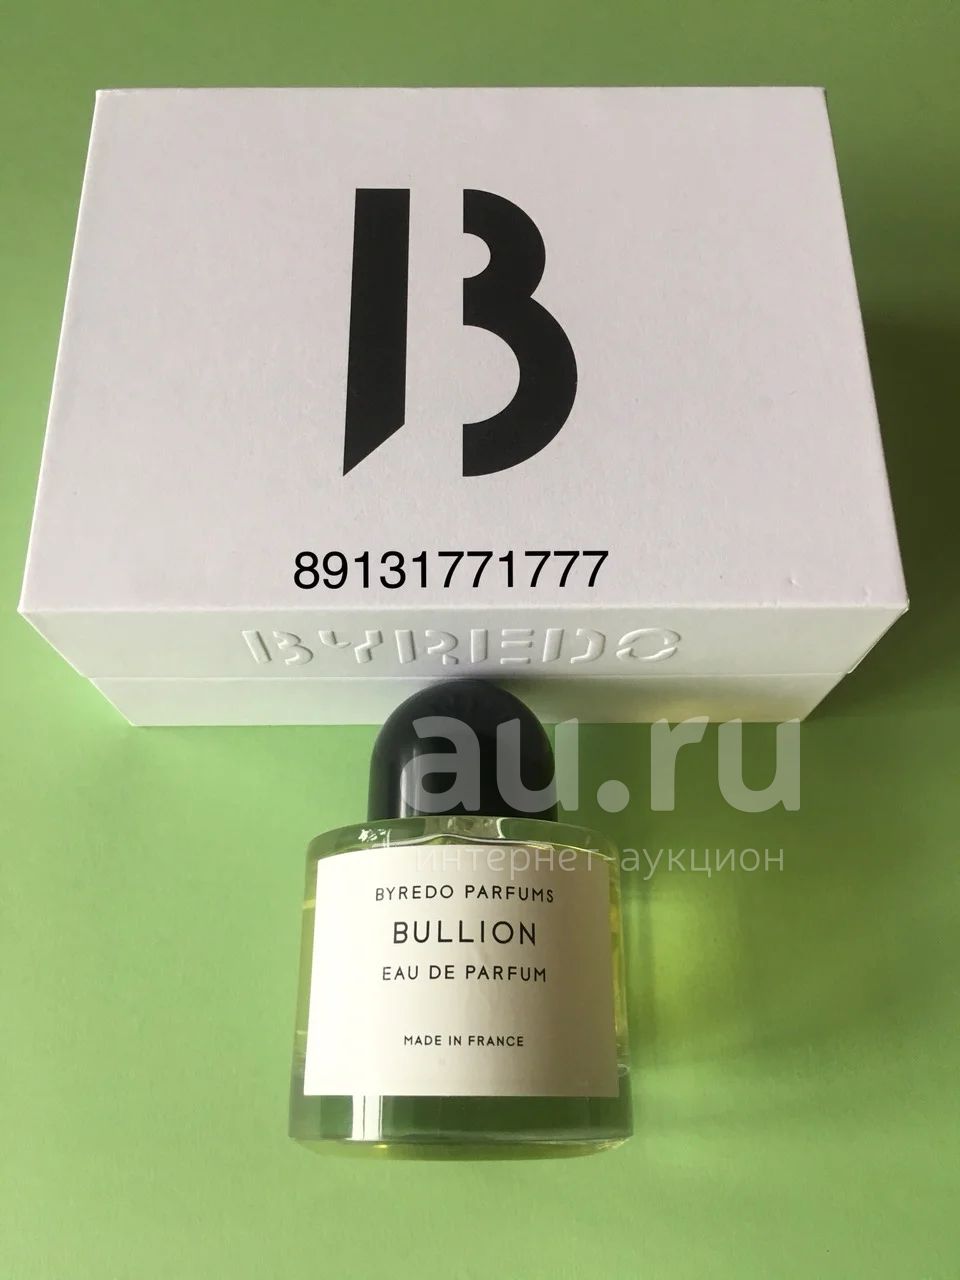 B
89131771777
BYREDO
au.ru
интернет-аукцион
BYREDO PARFUMS
BULLION
EAU DE PARFUM
MADE IN FRANCE